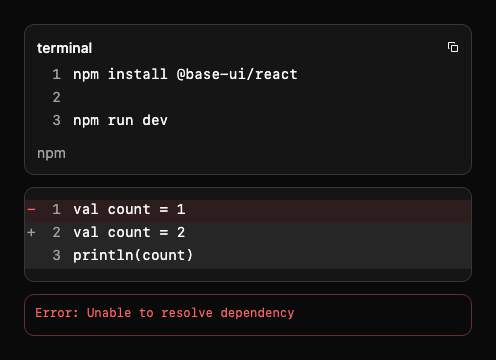 terminal
1 npm install @base-ui/react
2
3 npm run dev
npm
- 1 val count = 1
+ 2 val count = 2
3 println(count)
Error: Unable to resolve dependency